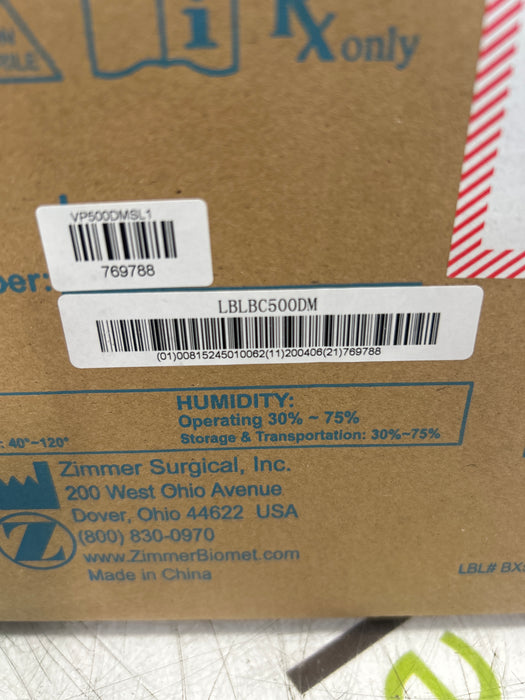 Rx only
VP500DMSL1
769788
ber:
LBLBC500DM
(01)00815245010062(11)200406(21)769788
HUMIDITY:
Operating 30% ~ 75%
: 40°~120° Storage & Transportation: 30%~75%
Zimmer Surgical, Inc.
200 West Ohio Avenue
Dover, Ohio 44622 USA
(800) 830-0970
www.ZimmerBiomet.com
Made in China
LBL# BX